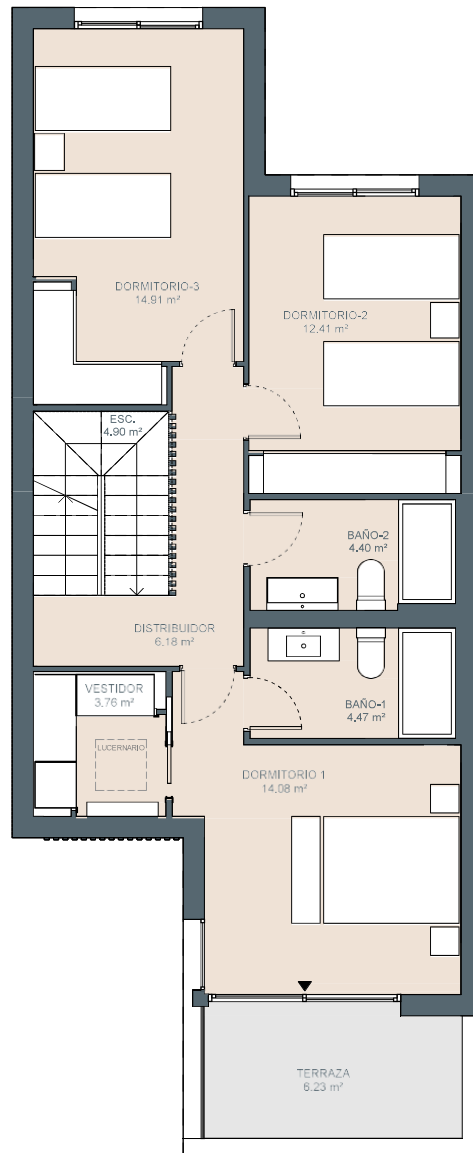 DORMITORIO-3
14.91 m²
DORMITORIO-2
12.41 m²
ESC.
4.90 m²
BAÑO-2
4.40 m²
DISTRIBUIDOR
6.18 m²
VESTIDOR
3.76 m²
BAÑO-1
4.47 m²
LUCERNARIO
DORMITORIO 1
14.08 m²
TERRAZA
6.23 m²